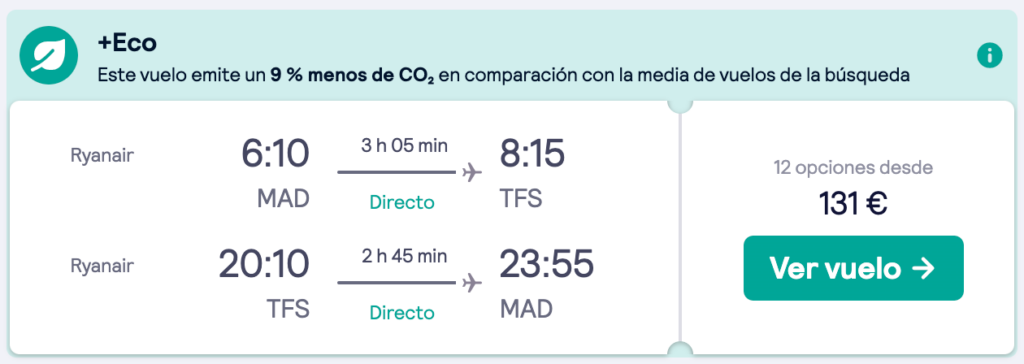 +Eco
Este vuelo emite un 9 % menos de CO₂ en comparación con la media de vuelos de la búsqueda
Ryanair
6:10
MAD
3 h 05 min
Directo
8:15
TFS
Ryanair
20:10
TFS
2 h 45 min
Directo
23:55
MAD
12 opciones desde
131 €
Ver vuelo →